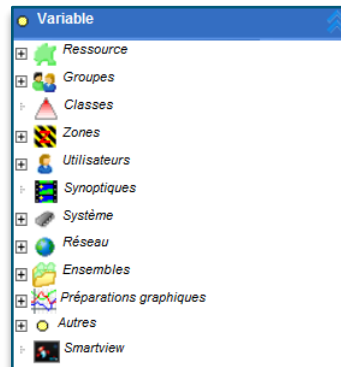 Variable
Ressource
Groupes
Classes
Zones
Utilisateurs
Synoptiques
Système
Réseau
Ensembles
Préparations graphiques
Autres
Smartview